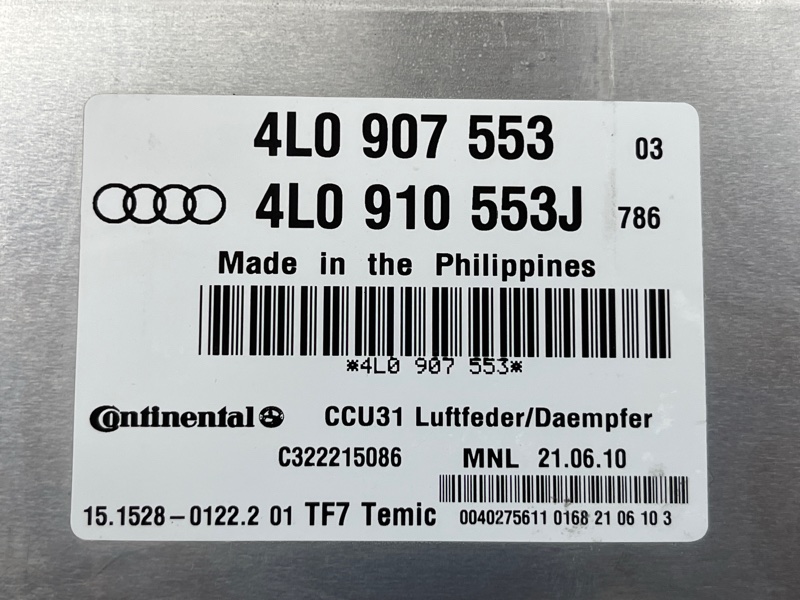 4L0 907 553 03
4L0 910 553J 786
Made in the Philippines
*4L0 907 553*
Continental CCU31 Luftfeder/Daempfer
C322215086 MNL 21.06.10
15.1528-0122.2 01 TF7 Temic 0040275611 0168 21 06 10 3